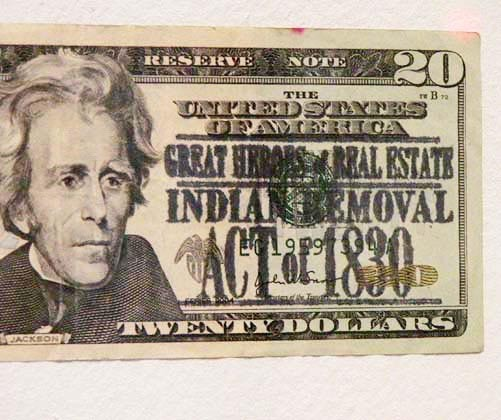 RESERVE NOTE 20
THE
UNITED STATES
OF AMERICA
GREAT HEROES of REAL ESTATE
INDIAN REMOVAL
ACT of 1830
TWENTY DOLLARS
JACKSON